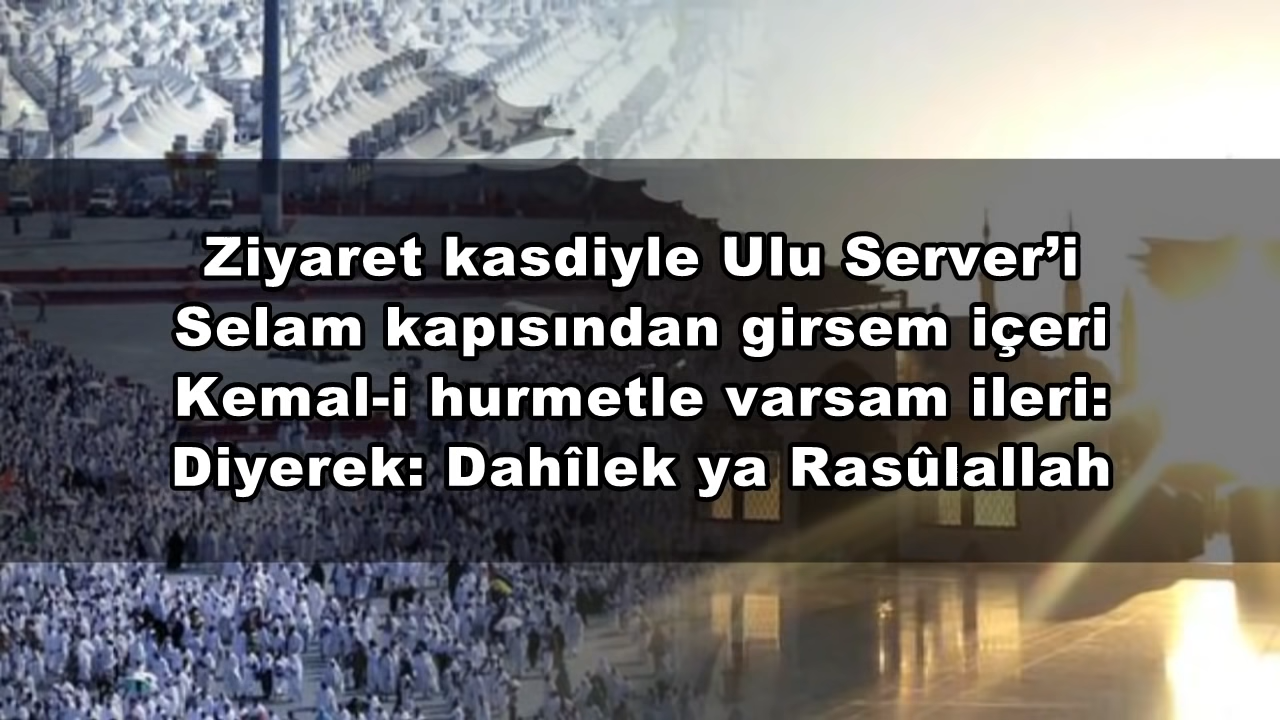 Ziyaret kasdiyle Ulu Server’i
Selam kapısından girsem içeri
Kemal-i hurmetle varsam ileri:
Diyerek: Dahîlek ya Rasûlallah